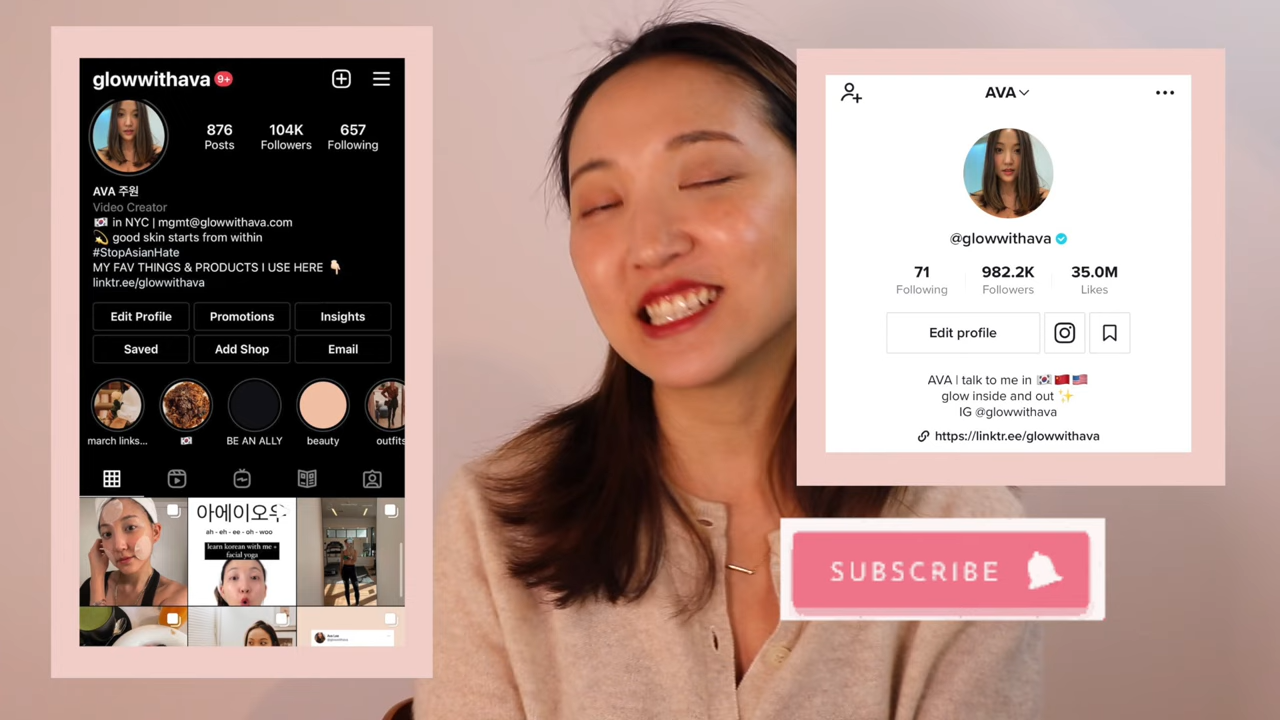 glowwithava 9+
876 104K 657
Posts Followers Following
AVA 주원
Video Creator
🇰🇷 in NYC | mgmt@glowwithava.com
💫 good skin starts from within
#StopAsianHate
MY FAV THINGS & PRODUCTS I USE HERE 👇🏻
linktr.ee/glowwithava
Edit Profile Promotions Insights
Saved Add Shop Email
march links... 🇰🇷 BE AN ALLY beauty outfits
아에이오우
ah - eh - ee - oh - woo
learn korean with me +
facial yoga
AVA
@glowwithava
71 982.2K 35.0M
Following Followers Likes
Edit profile
AVA | talk to me in 🇰🇷🇨🇳🇺🇸
glow inside and out ✨
IG @glowwithava
https://linktr.ee/glowwithava
SUBSCRIBE